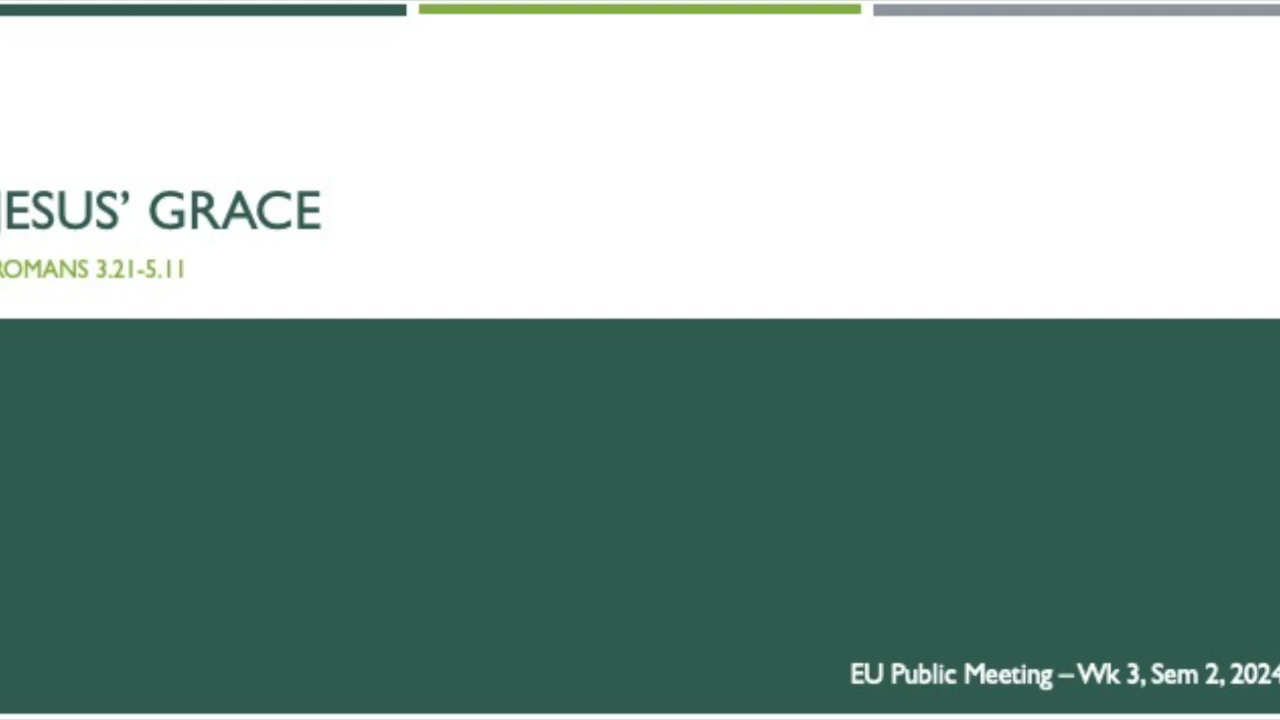 JESUS’ GRACE
ROMANS 3.21-5.11
EU Public Meeting – Wk 3, Sem 2, 2024